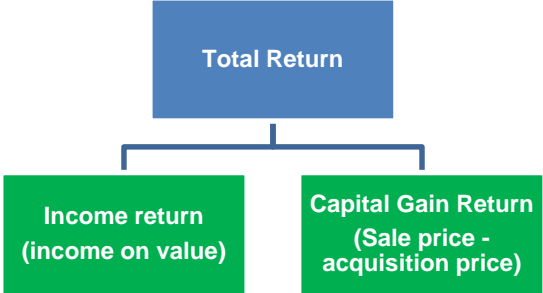 Total Return
Income return
(income on value)
Capital Gain Return
(Sale price -
acquisition price)